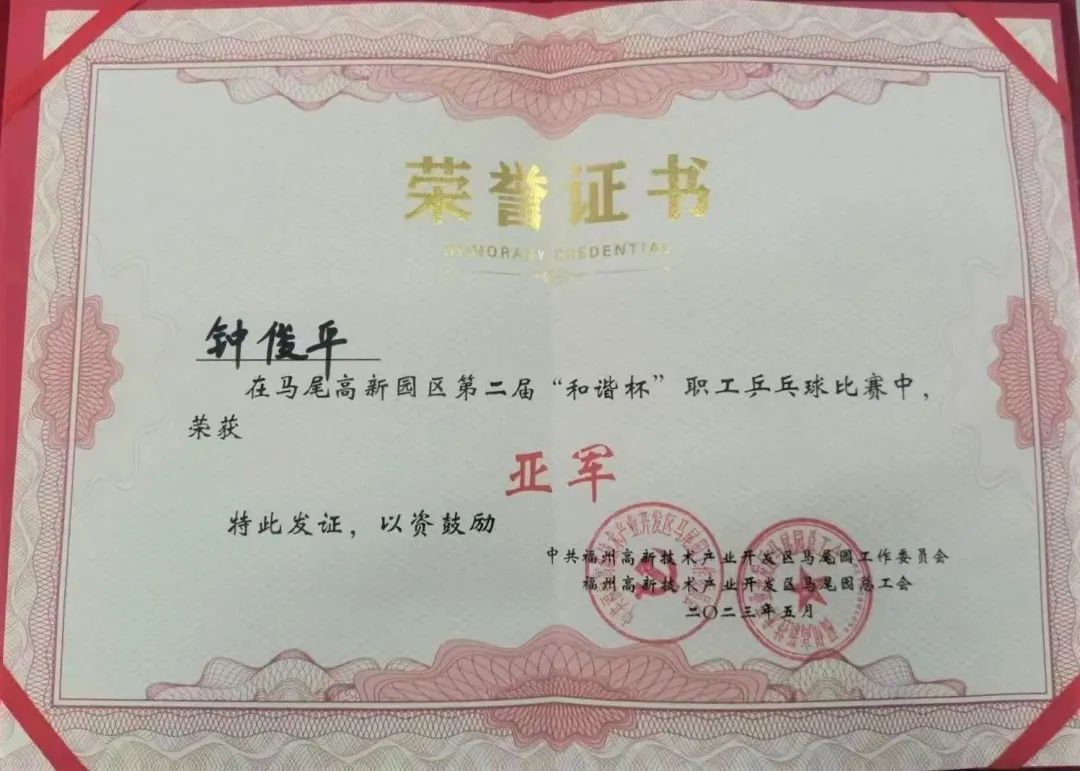 荣誉证书
HONORARY CREDENTIAL
钟俊平
在马尾高新园区第二届“和谐杯”职工乒乓球比赛中，
荣获
亚军
特此发证，以资鼓励
中共福州高新技术产业开发区马尾园工作委员会
福州高新技术产业开发区马尾园总工会
二〇二三年五月